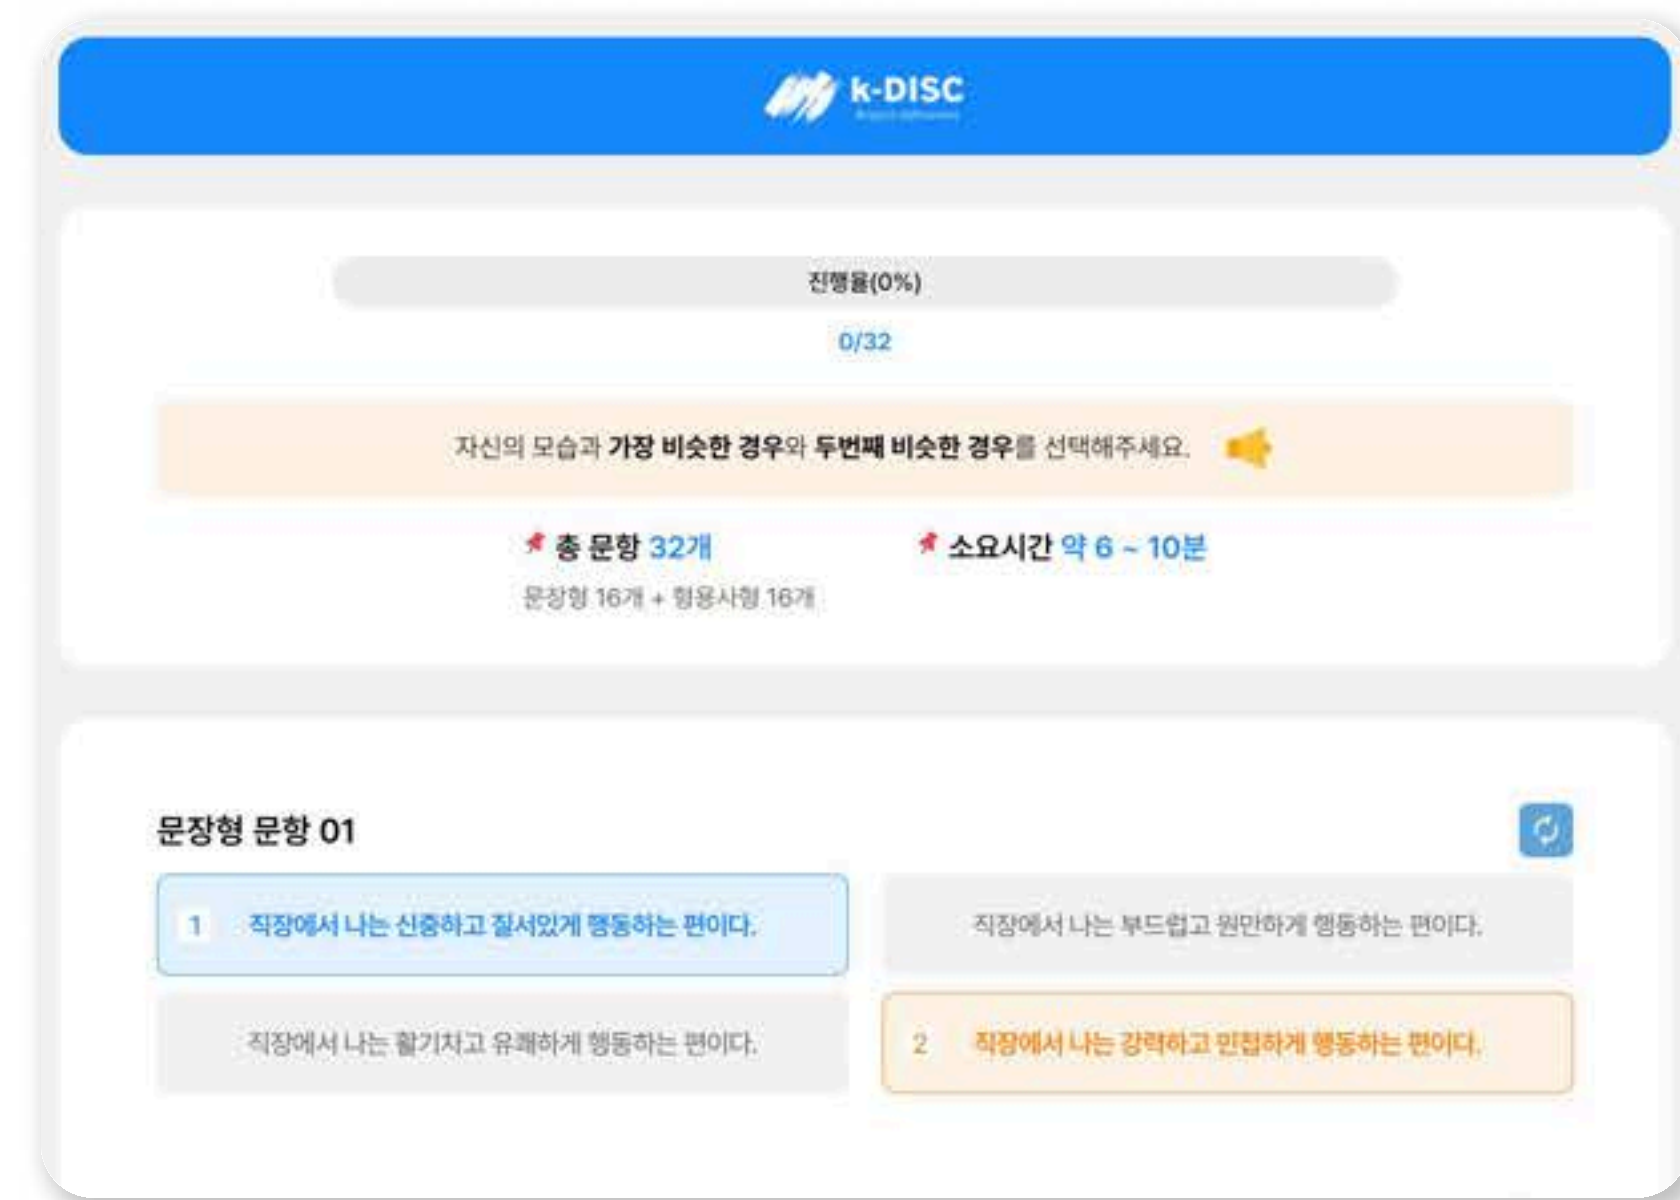 k-DISC
진행율(0%)
0/32
자신의 모습과 가장 비슷한 경우와 두번째 비슷한 경우를 선택해주세요.
총 문항 32개
소요시간 약 6 ~ 10분
문장형 16개 + 형용사형 16개
문장형 문항 01
1 직장에서 나는 신중하고 질서있게 행동하는 편이다.
직장에서 나는 부드럽고 원만하게 행동하는 편이다.
직장에서 나는 활기차고 유쾌하게 행동하는 편이다.
2 직장에서 나는 강력하고 민첩하게 행동하는 편이다.